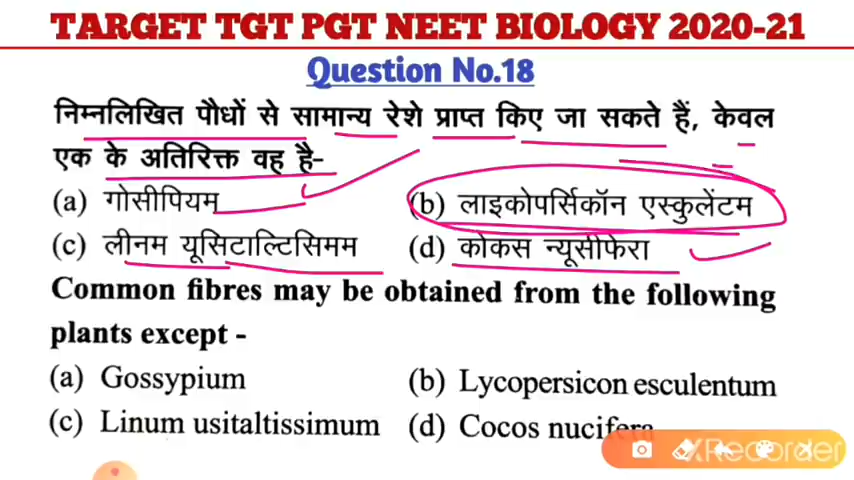 TARGET TGT PGT NEET BIOLOGY 2020-21
Question No.18
निम्नलिखित पौधों से सामान्य रेशे प्राप्त किए जा सकते हैं, केवल
एक के अतिरिक्त वह है-
(a) गोसीपियम (b) लाइकोपर्सिकॉन एस्कुलेंटम
(c) लीनम यूसिटाल्टिसिमम (d) कोकस न्यूसीफेरा
Common fibres may be obtained from the following
plants except -
(a) Gossypium (b) Lycopersicon esculentum
(c) Linum usitaltissimum (d) Cocos nucifera
XRecorder